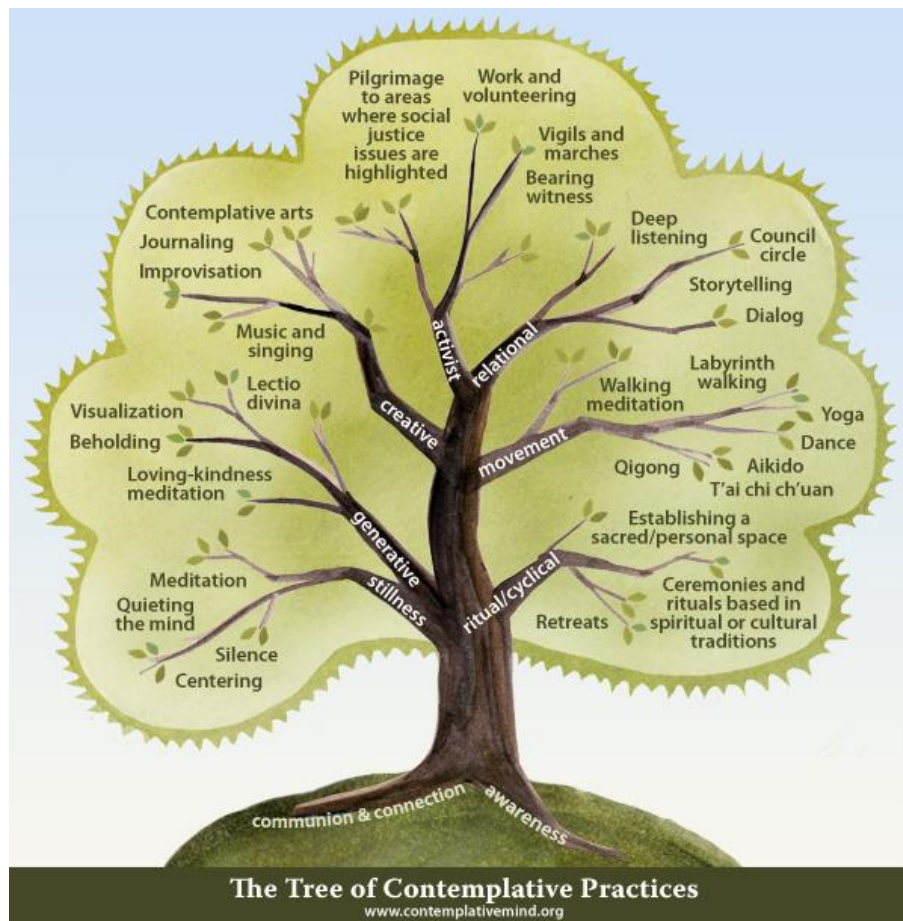 Pilgrimage
to areas
where social
justice
issues are
highlighted
Work and
volunteering
Vigils and
marches
Bearing
witness
Contemplative arts
Journaling
Improvisation
Music and
singing
Deep
listening
Council
circle
Storytelling
Dialog
activist
relational
creative
movement
Walking
meditation
Labyrinth
walking
Yoga
Dance
Aikido
Qigong
T'ai chi ch'uan
Lectio
divina
Visualization
Beholding
Loving-kindness
meditation
generative
stillness
ritual/cyclical
Establishing a
sacred/personal space
Ceremonies and
rituals based in
spiritual or cultural
traditions
Retreats
Meditation
Quieting
the mind
Silence
Centering
communion & connection
awareness
The Tree of Contemplative Practices
www.contemplativemind.org